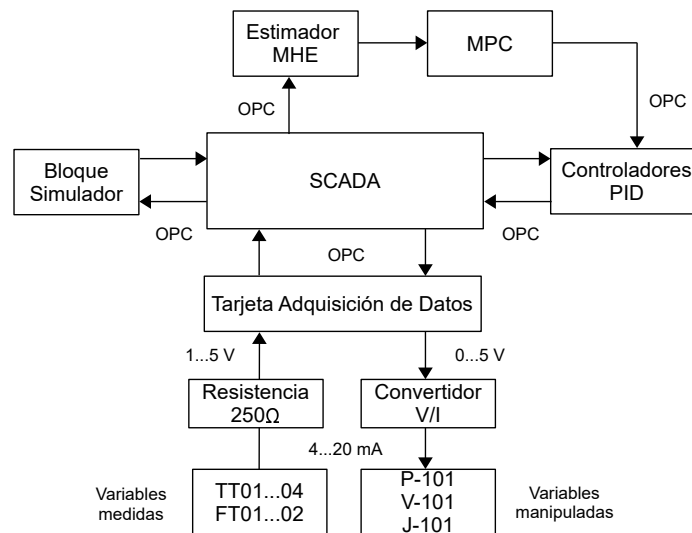 Estimador
MHE
MPC
OPC
OPC
Bloque
Simulador
SCADA
Controladores
PID
OPC
OPC
OPC
Tarjeta Adquisición de Datos
1...5 V
0...5 V
Resistencia
250Ω
Convertidor
V/I
4...20 mA
Variables
medidas
TT01...04
FT01...02
P-101
V-101
J-101
Variables
manipuladas